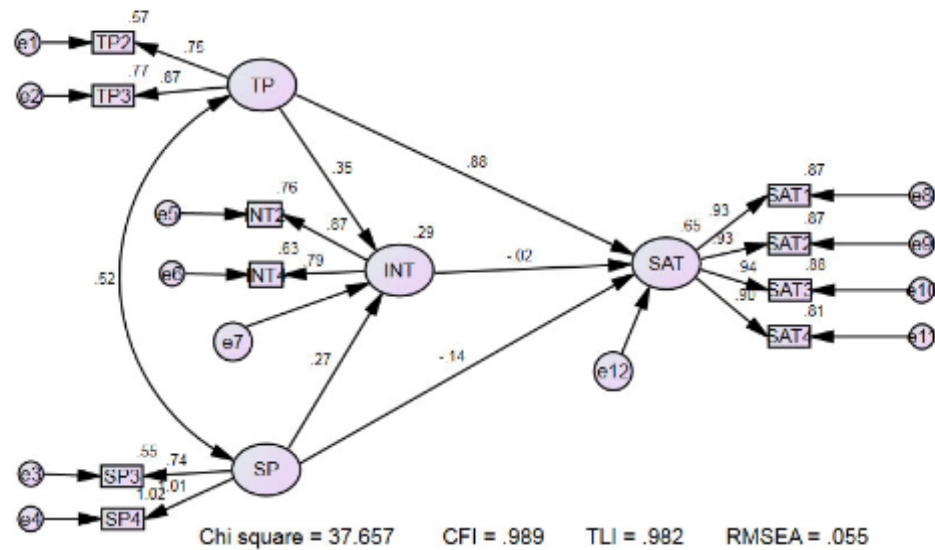 .57
e1 TP2 .75
.77
TP
e2 TP3 .87
.35 .88
.76 .87
e5 NT2 .87 .29 .65 .93 SAT1 e8
.87
.63 .93 SAT2 e9
e6 INT4 .79 INT -.02 SAT .88
.94 SAT3 e10
.52 .81
.90 SAT4 e11
e7
.27 -.14 e12
.55 .74
e3 SP3 SP
1.02 1.01
e4 SP4
Chi square = 37.657 CFI = .989 TLI = .982 RMSEA = .055